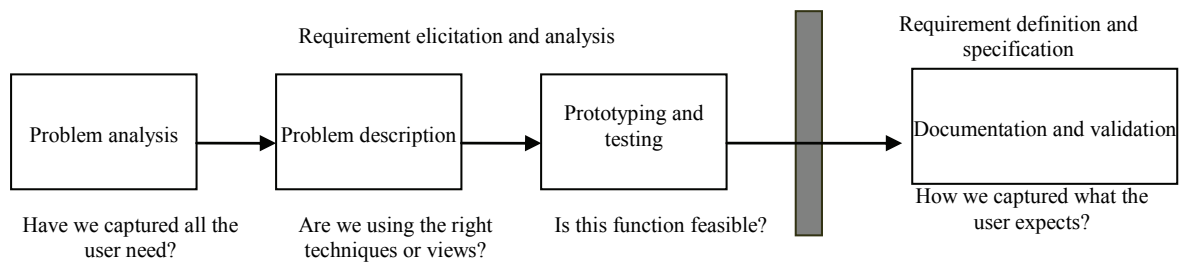 Requirement elicitation and analysis
Requirement definition and
specification
Problem analysis
Problem description
Prototyping and
testing
Documentation and validation
Have we captured all the
user need?
Are we using the right
techniques or views?
Is this function feasible?
How we captured what the
user expects?